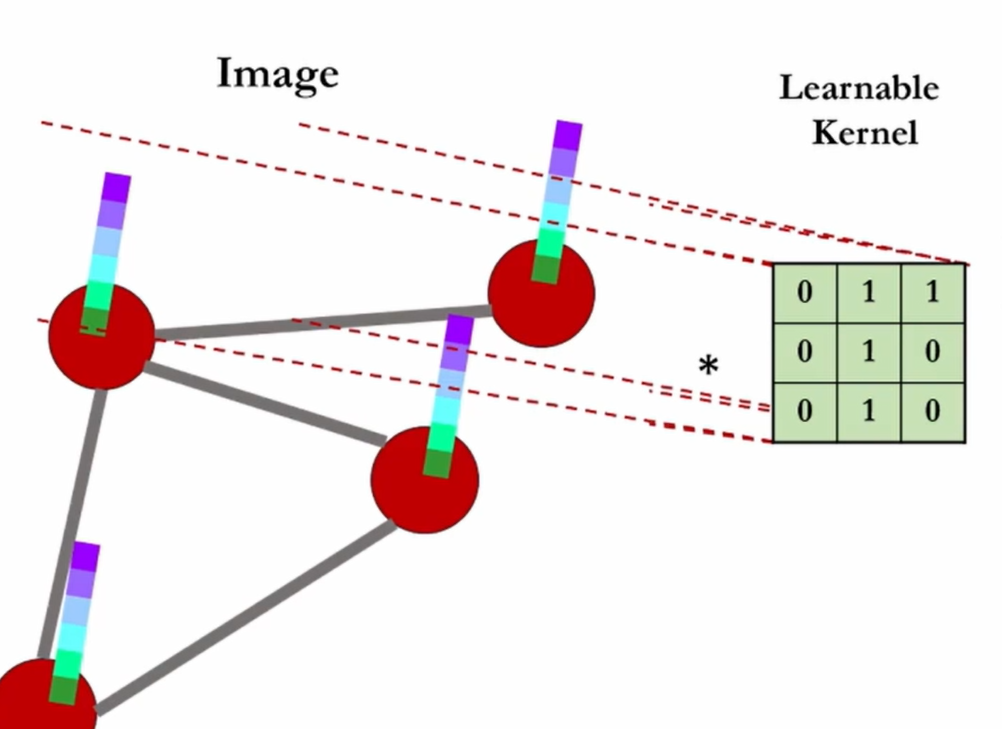 Image
Learnable
Kernel
0 1 1
*
0 1 0
0 1 0